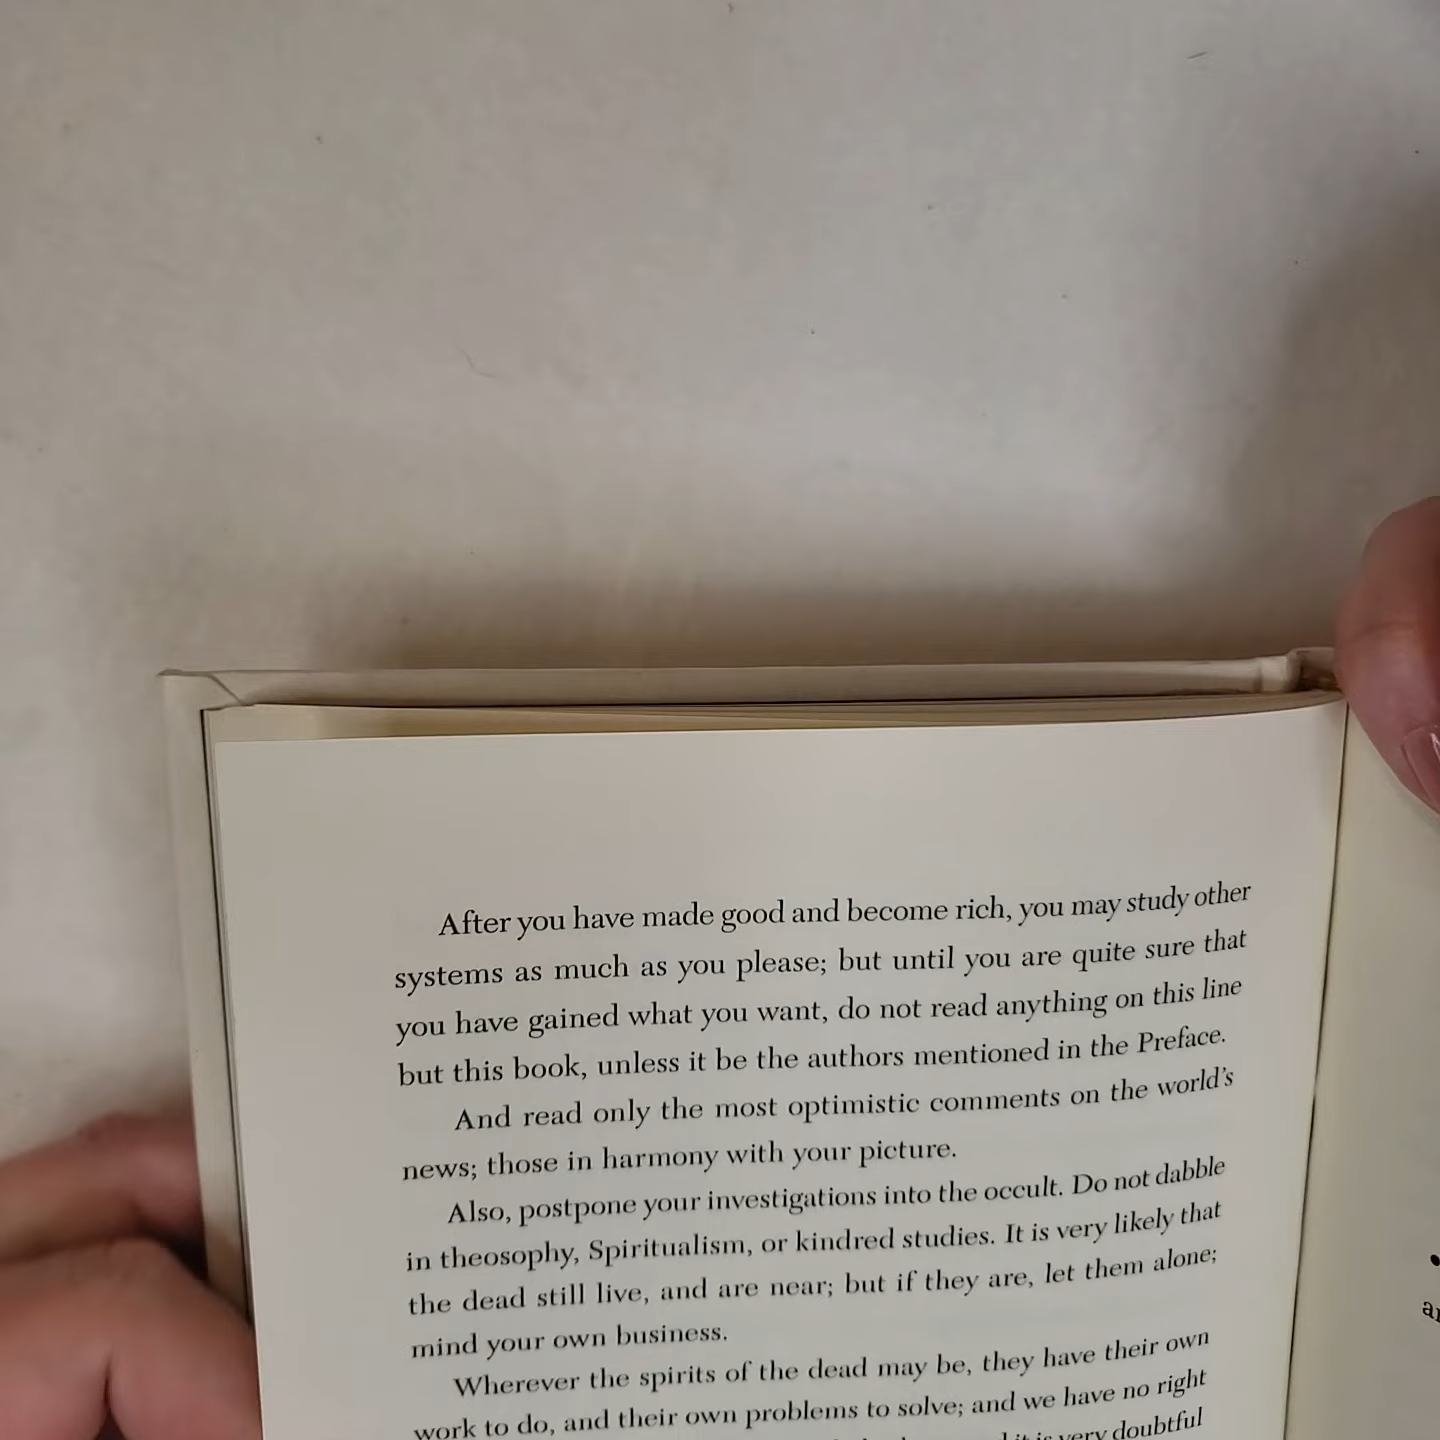 After you have made good and become rich, you may study other
systems as much as you please; but until you are quite sure that
you have gained what you want, do not read anything on this line
but this book, unless it be the authors mentioned in the Preface.
And read only the most optimistic comments on the world's
news; those in harmony with your picture.
Also, postpone your investigations into the occult. Do not dabble
in theosophy, Spiritualism, or kindred studies. It is very likely that
the dead still live, and are near; but if they are, let them alone;
mind your own business.
Wherever the spirits of the dead may be, they have their own
work to do, and their own problems to solve; and we have no right
it is very doubtful